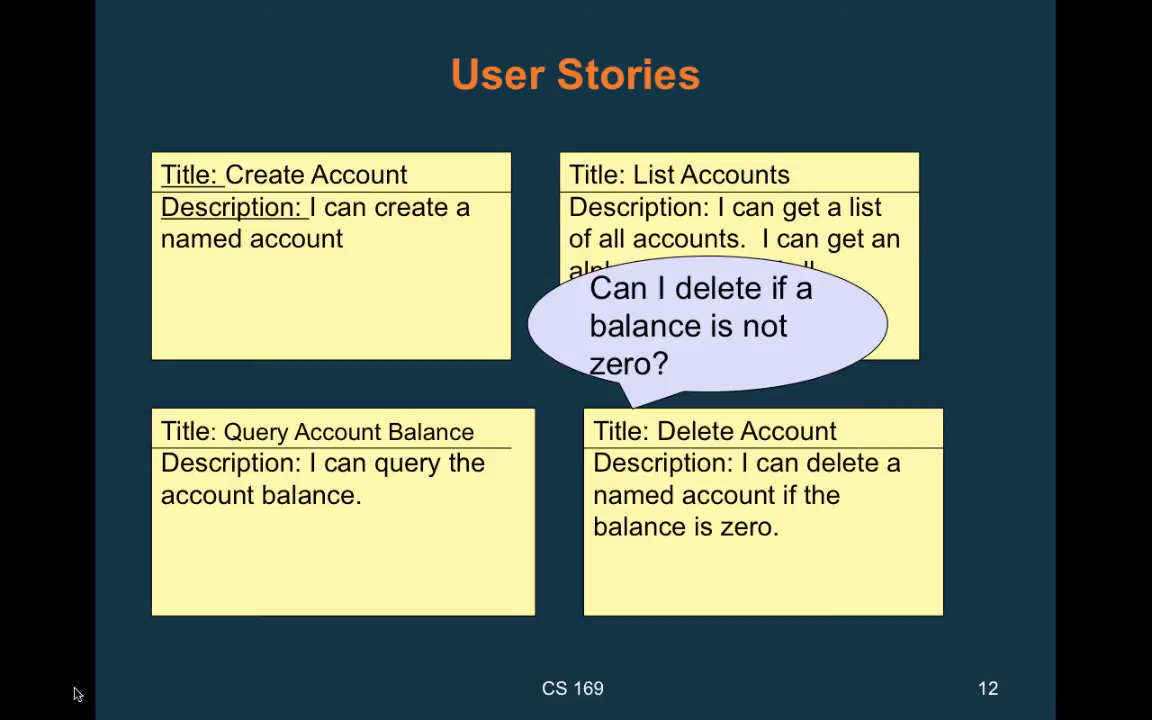 User Stories
Title: Create Account
Description: I can create a
named account
Title: List Accounts
Description: I can get a list
of all accounts. I can get an
Can I delete if a
balance is not
zero?
Title: Query Account Balance
Description: I can query the
account balance.
Title: Delete Account
Description: I can delete a
named account if the
balance is zero.
CS 169
12